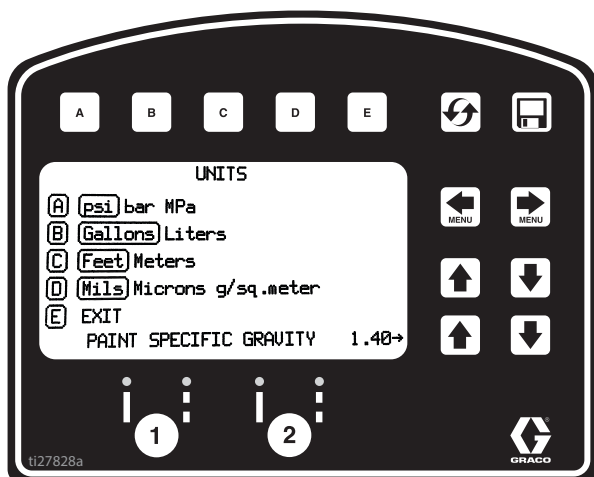 A B C D E
UNITS
A psi bar MPa
B Gallons Liters
C Feet Meters
D Mils Microns g/sq.meter
E EXIT
PAINT SPECIFIC GRAVITY 1.40→
MENU MENU
1 2
ti27828a
GRACO